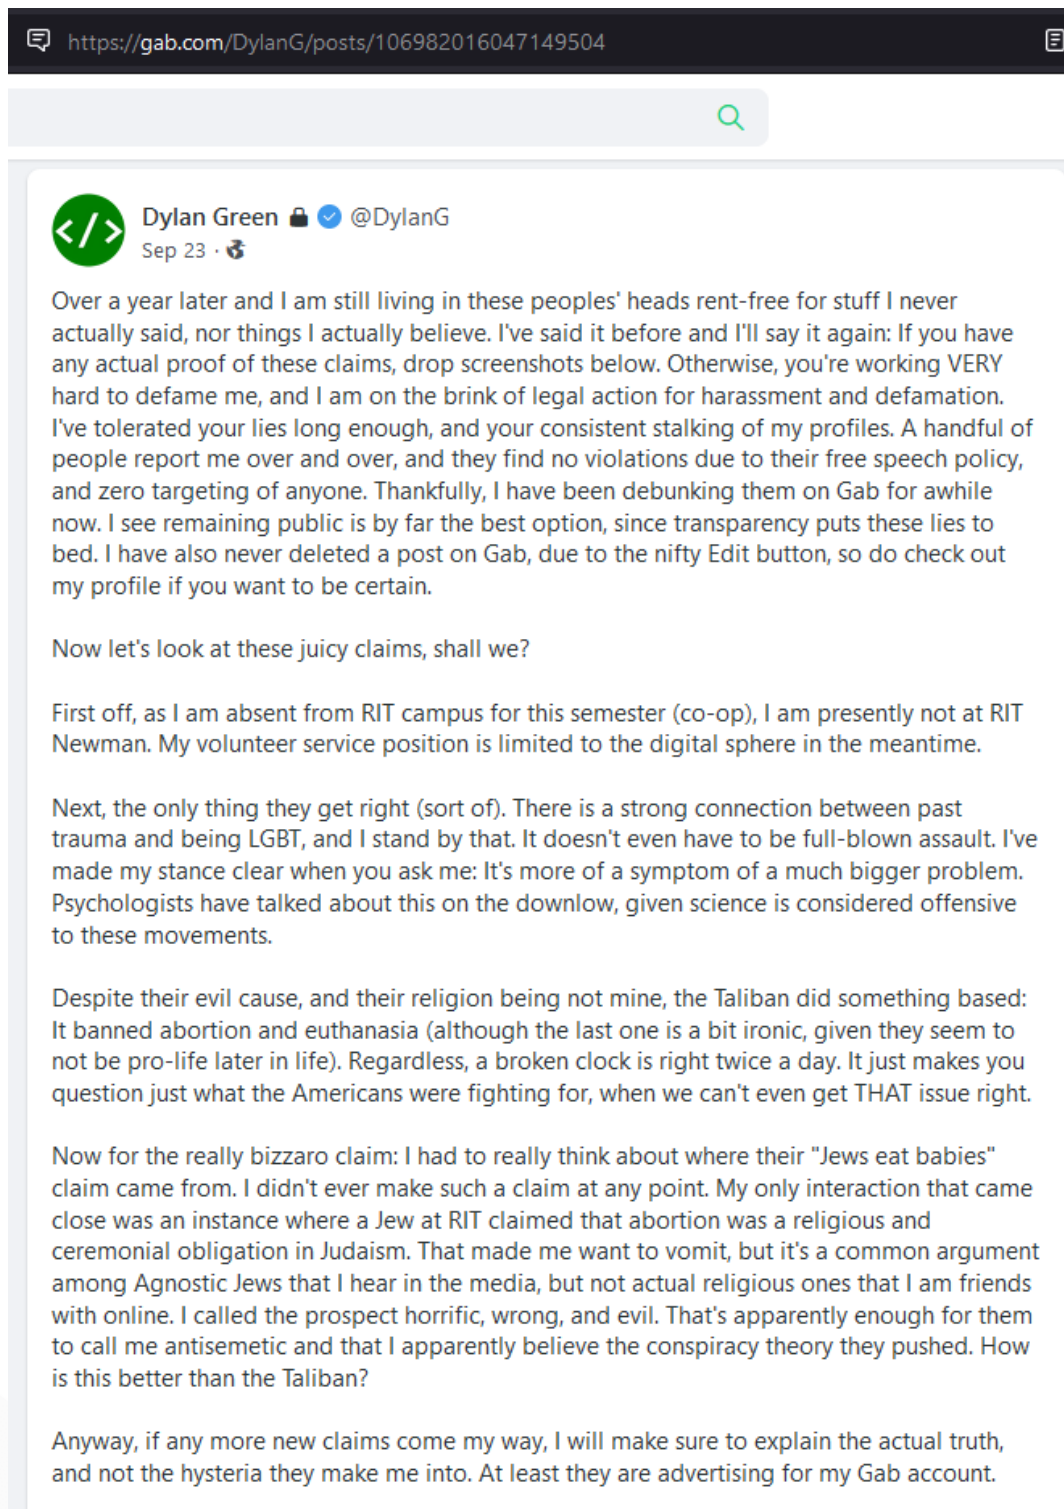 https://gab.com/DylanG/posts/106982016047149504
</> Dylan Green @DylanG
Sep 23 ·
Over a year later and I am still living in these peoples' heads rent-free for stuff I never
actually said, nor things I actually believe. I've said it before and I'll say it again: If you have
any actual proof of these claims, drop screenshots below. Otherwise, you're working VERY
hard to defame me, and I am on the brink of legal action for harassment and defamation.
I've tolerated your lies long enough, and your consistent stalking of my profiles. A handful of
people report me over and over, and they find no violations due to their free speech policy,
and zero targeting of anyone. Thankfully, I have been debunking them on Gab for awhile
now. I see remaining public is by far the best option, since transparency puts these lies to
bed. I have also never deleted a post on Gab, due to the nifty Edit button, so do check out
my profile if you want to be certain.
Now let's look at these juicy claims, shall we?
First off, as I am absent from RIT campus for this semester (co-op), I am presently not at RIT
Newman. My volunteer service position is limited to the digital sphere in the meantime.
Next, the only thing they get right (sort of). There is a strong connection between past
trauma and being LGBT, and I stand by that. It doesn't even have to be full-blown assault. I've
made my stance clear when you ask me: It's more of a symptom of a much bigger problem.
Psychologists have talked about this on the downlow, given science is considered offensive
to these movements.
Despite their evil cause, and their religion being not mine, the Taliban did something based:
It banned abortion and euthanasia (although the last one is a bit ironic, given they seem to
not be pro-life later in life). Regardless, a broken clock is right twice a day. It just makes you
question just what the Americans were fighting for, when we can't even get THAT issue right.
Now for the really bizzaro claim: I had to really think about where their "Jews eat babies"
claim came from. I didn't ever make such a claim at any point. My only interaction that came
close was an instance where a Jew at RIT claimed that abortion was a religious and
ceremonial obligation in Judaism. That made me want to vomit, but it's a common argument
among Agnostic Jews that I hear in the media, but not actual religious ones that I am friends
with online. I called the prospect horrific, wrong, and evil. That's apparently enough for them
to call me antisemetic and that I apparently believe the conspiracy theory they pushed. How
is this better than the Taliban?
Anyway, if any more new claims come my way, I will make sure to explain the actual truth,
and not the hysteria they make me into. At least they are advertising for my Gab account.